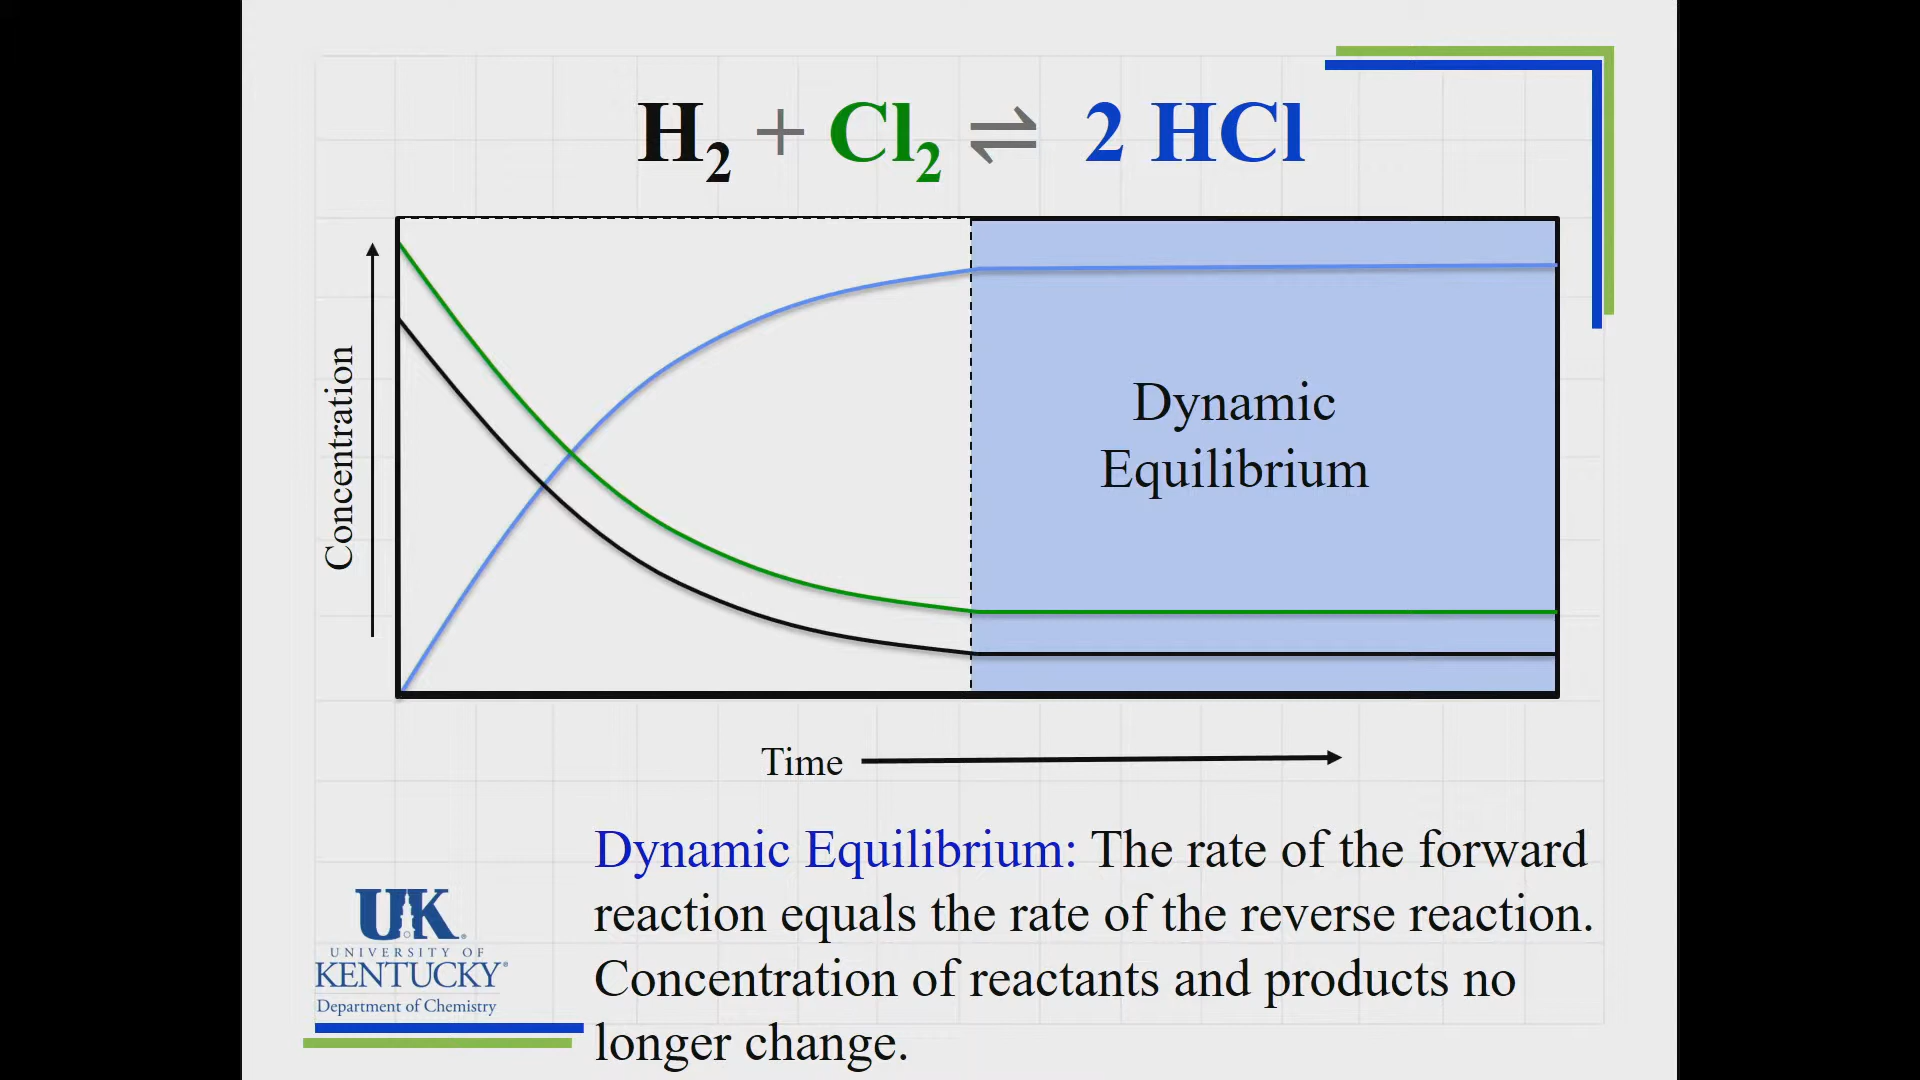 H₂ + Cl₂ ⇌ 2 HCl
Concentration
Dynamic
Equilibrium
Time
Dynamic Equilibrium: The rate of the forward
reaction equals the rate of the reverse reaction.
Concentration of reactants and products no
longer change.
UK®
UNIVERSITY OF
KENTUCKY®
Department of Chemistry